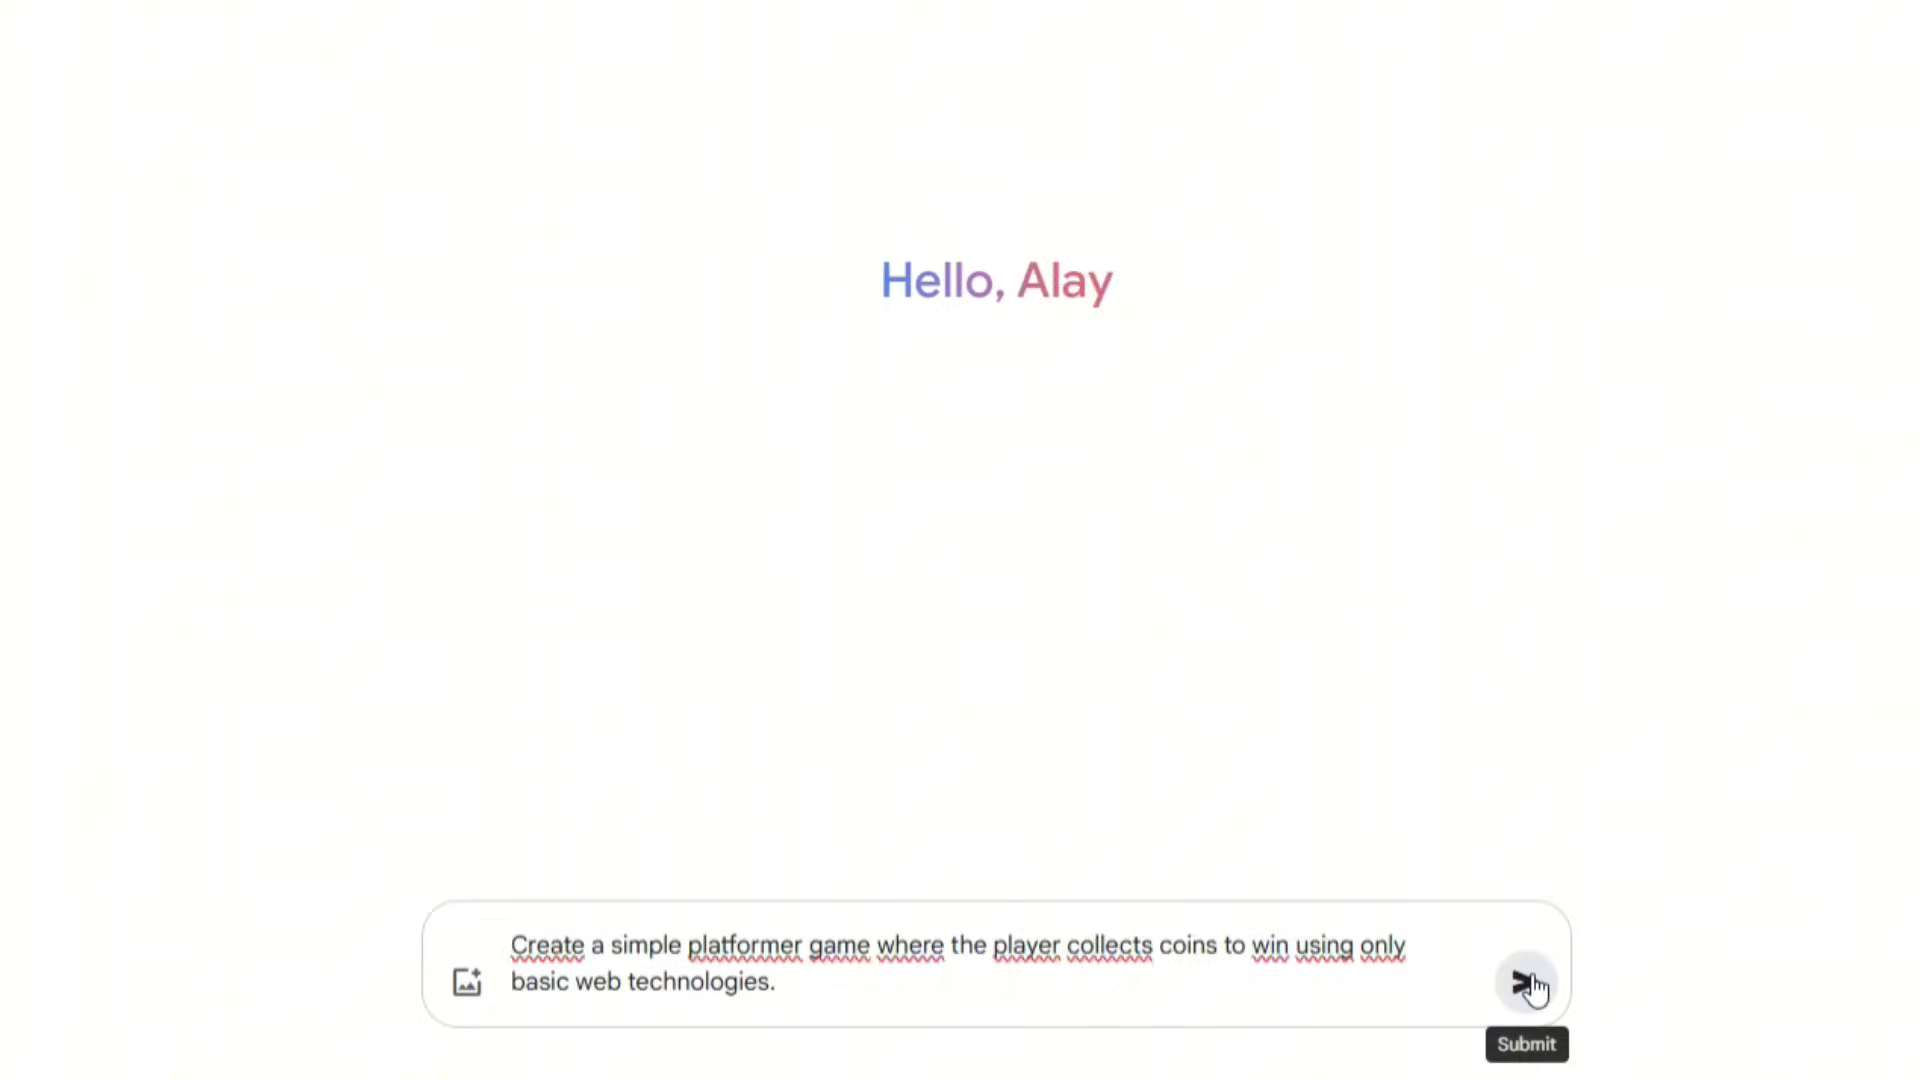 Hello, Alay
Create a simple platformer game where the player collects coins to win using only
basic web technologies.
Submit